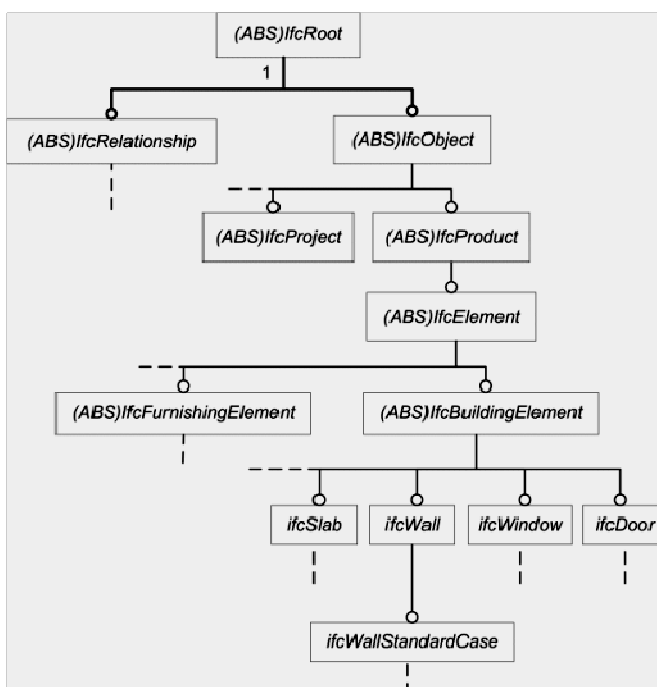 (ABS)IfcRoot
1
(ABS)IfcRelationship
(ABS)IfcObject
(ABS)IfcProject
(ABS)IfcProduct
(ABS)IfcElement
(ABS)IfcFurnishingElement
(ABS)IfcBuildingElement
ifcSlab
ifcWall
ifcWindow
ifcDoor
ifcWallStandardCase